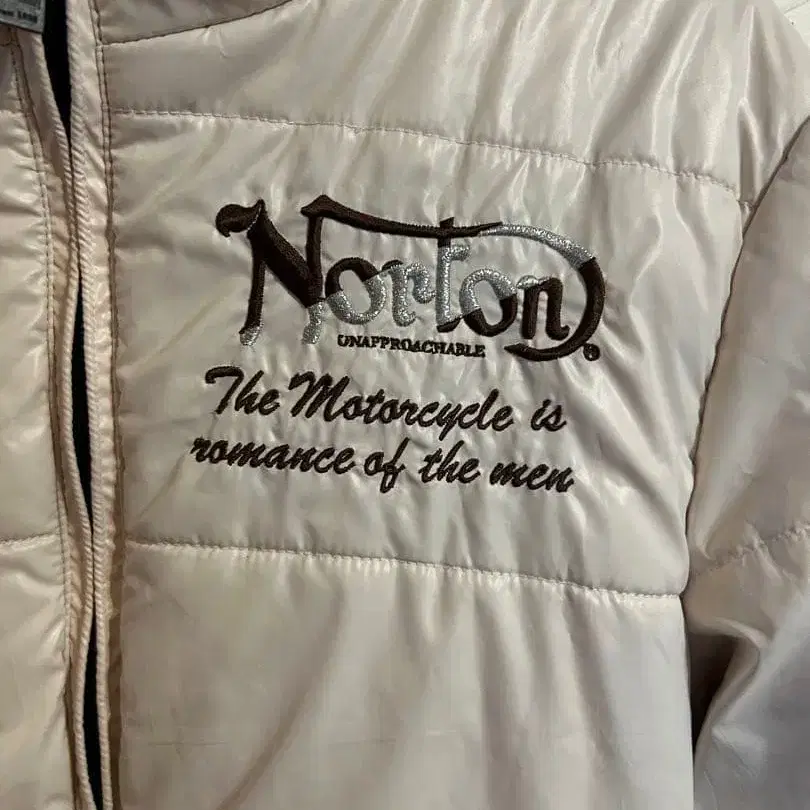 Norton
UNAPPROACHABLE
The Motorcycle is
romance of the men